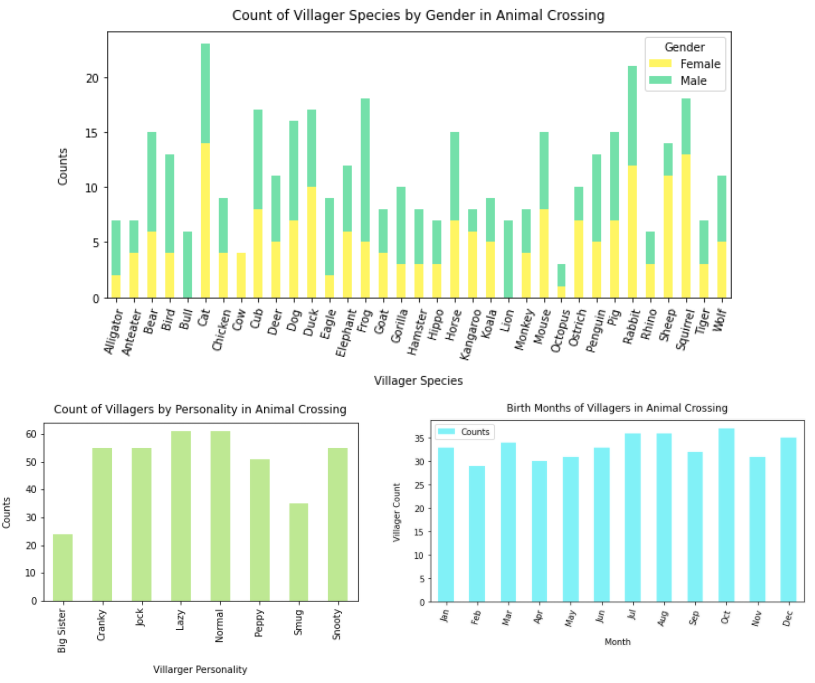 Count of Villager Species by Gender in Animal Crossing
Gender
Female
Male
Counts
20
15
10
5
0
Alligator
Anteater
Bear
Bird
Bull
Cat
Chicken
Cow
Cub
Deer
Dog
Duck
Eagle
Elephant
Frog
Goat
Gorilla
Hamster
Hippo
Horse
Kangaroo
Koala
Lion
Monkey
Mouse
Octopus
Ostrich
Penguin
Pig
Rabbit
Rhino
Sheep
Squirrel
Tiger
Wolf
Villager Species
Count of Villagers by Personality in Animal Crossing
Counts
60
50
40
30
20
10
0
Big Sister
Cranky
Jock
Lazy
Normal
Peppy
Smug
Snooty
Villarger Personality
Birth Months of Villagers in Animal Crossing
Counts
Villager Count
35
30
25
20
15
10
5
0
Jan
Feb
Mar
Apr
May
Jun
Jul
Aug
Sep
Oct
Nov
Dec
Month